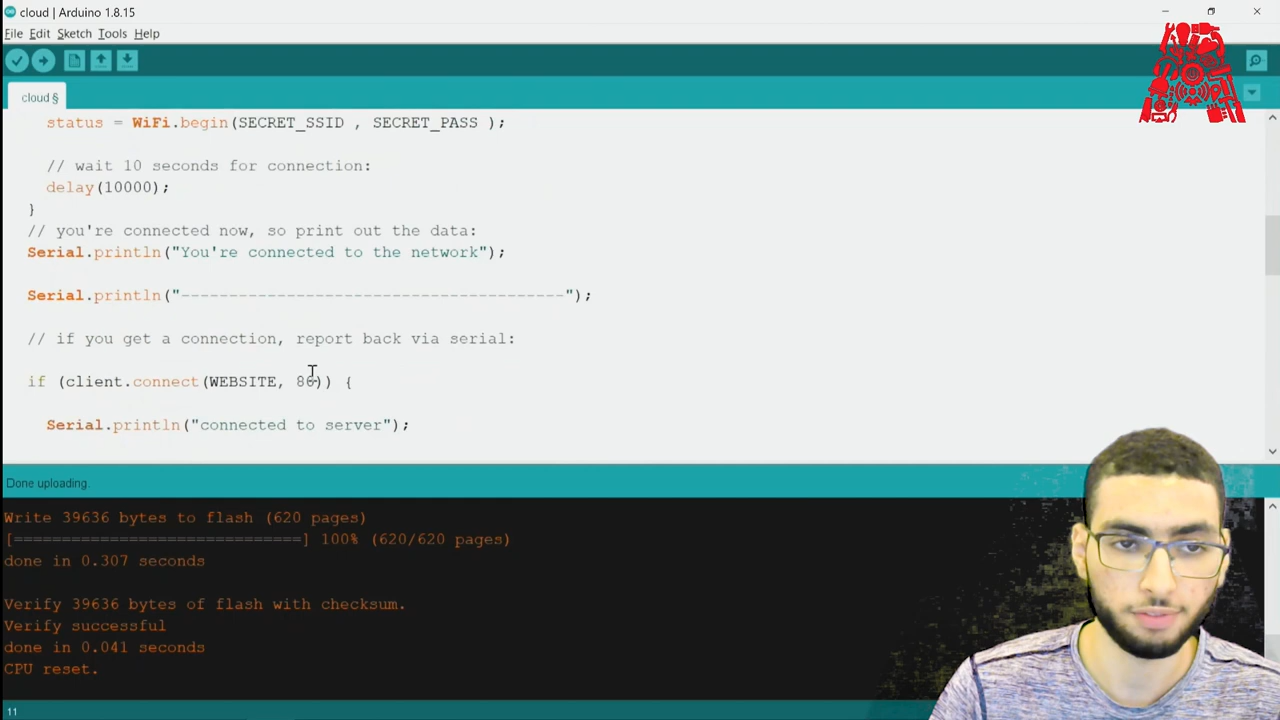 cloud | Arduino 1.8.15
File Edit Sketch Tools Help
cloud §
status = WiFi.begin(SECRET_SSID , SECRET_PASS );
// wait 10 seconds for connection:
delay(10000);
}
// you're connected now, so print out the data:
Serial.println("You're connected to the network");
Serial.println("----------------------------------------");
// if you get a connection, report back via serial:
if (client.connect(WEBSITE, 80)) {
Serial.println("connected to server");
Done uploading.
Write 39636 bytes to flash (620 pages)
[==============================] 100% (620/620 pages)
done in 0.307 seconds
Verify 39636 bytes of flash with checksum.
Verify successful
done in 0.041 seconds
CPU reset.
11